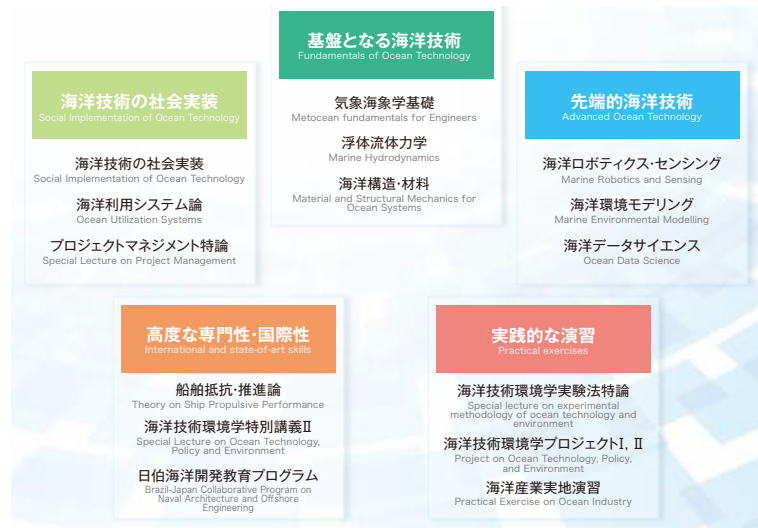 基盤となる海洋技術
Fundamentals of Ocean Technology
気象海象学基礎
Metocean fundamentals for Engineers
浮体流体力学
Marine Hydrodynamics
海洋構造・材料
Material and Structural Mechanics for
Ocean Systems
海洋技術の社会実装
Social Implementation of Ocean Technology
海洋技術の社会実装
Social Implementation of Ocean Technology
海洋利用システム論
Ocean Utilization Systems
プロジェクトマネジメント特論
Special Lecture on Project Management
先端的海洋技術
Advanced Ocean Technology
海洋ロボティクス・センシング
Marine Robotics and Sensing
海洋環境モデリング
Marine Environmental Modelling
海洋データサイエンス
Ocean Data Science
高度な専門性・国際性
International and state-of-art skills
船舶抵抗・推進論
Theory on Ship Propulsive Performance
海洋技術環境学特別講義Ⅱ
Special Lecture on Ocean Technology,
Policy and Environment
日伯海洋開発教育プログラム
Brazil-Japan Collaborative Program on
Naval Architecture and Offshore
Engineering
実践的な演習
Practical exercises
海洋技術環境学実験法特論
Special lecture on experimental
methodology of ocean technology and
environment
海洋技術環境学プロジェクトⅠ, Ⅱ
Project on Ocean Technology, Policy,
and Environment
海洋産業実地演習
Practical Exercise on Ocean Industry